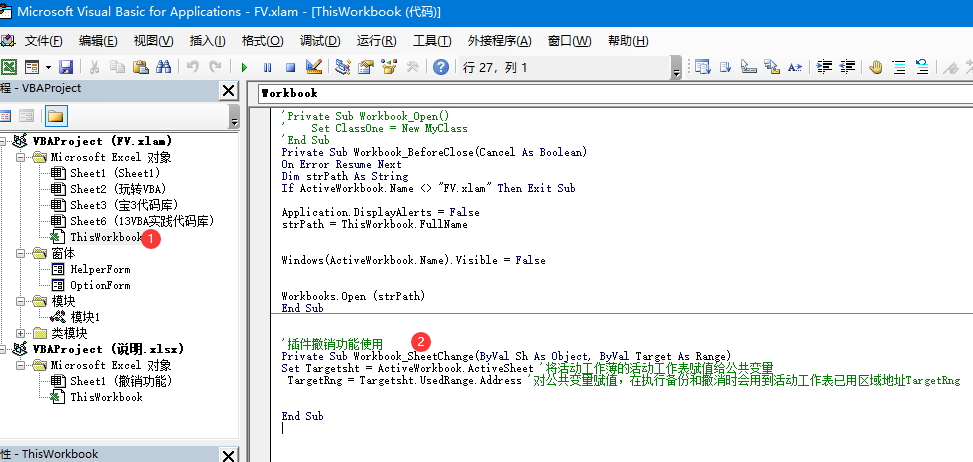 Microsoft Visual Basic for Applications - FV.xlam - [ThisWorkbook (代码)]
文件(F) 编辑(E) 视图(V) 插入(I) 格式(O) 调试(D) 运行(R) 工具(T) 外接程序(A) 窗口(W) 帮助(H)
行 27, 列 1
程 - VBAProject
VBAProject (FV.xlam)
Microsoft Excel 对象
Sheet1 (Sheet1)
Sheet2 (玩转VBA)
Sheet3 (宝3代码库)
Sheet6 (13VBA实践代码库)
ThisWorkbook
1
窗体
HelperForm
OptionForm
模块
模块1
类模块
VBAProject (说明.xlsx)
Microsoft Excel 对象
Sheet1 (撤销功能)
ThisWorkbook
性 - ThisWorkbook
Workbook
'Private Sub Workbook_Open()
'    Set ClassOne = New MyClass
'End Sub
Private Sub Workbook_BeforeClose(Cancel As Boolean)
On Error Resume Next
Dim strPath As String
If ActiveWorkbook.Name <> "FV.xlam" Then Exit Sub
Application.DisplayAlerts = False
strPath = ThisWorkbook.FullName
Windows(ActiveWorkbook.Name).Visible = False
Workbooks.Open (strPath)
End Sub
'插件撤销功能使用
2
Private Sub Workbook_SheetChange(ByVal Sh As Object, ByVal Target As Range)
Set Targetsht = ActiveWorkbook.ActiveSheet '将活动工作簿的活动工作表赋值给公共变量
TargetRng = Targetsht.UsedRange.Address '对公共变量赋值，在执行备份和撤消时会用到活动工作表已用区域地址TargetRng
End Sub